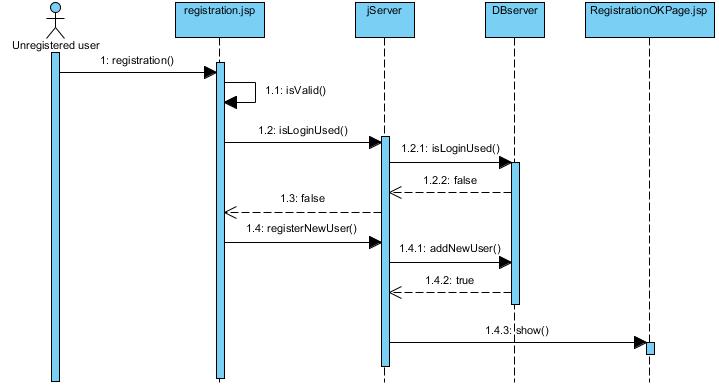 registration.jsp
jServer
DBserver
RegistrationOKPage.jsp
Unregistered user
1: registration()
1.1: isValid()
1.2: isLoginUsed()
1.2.1: isLoginUsed()
1.2.2: false
1.3: false
1.4: registerNewUser()
1.4.1: addNewUser()
1.4.2: true
1.4.3: show()